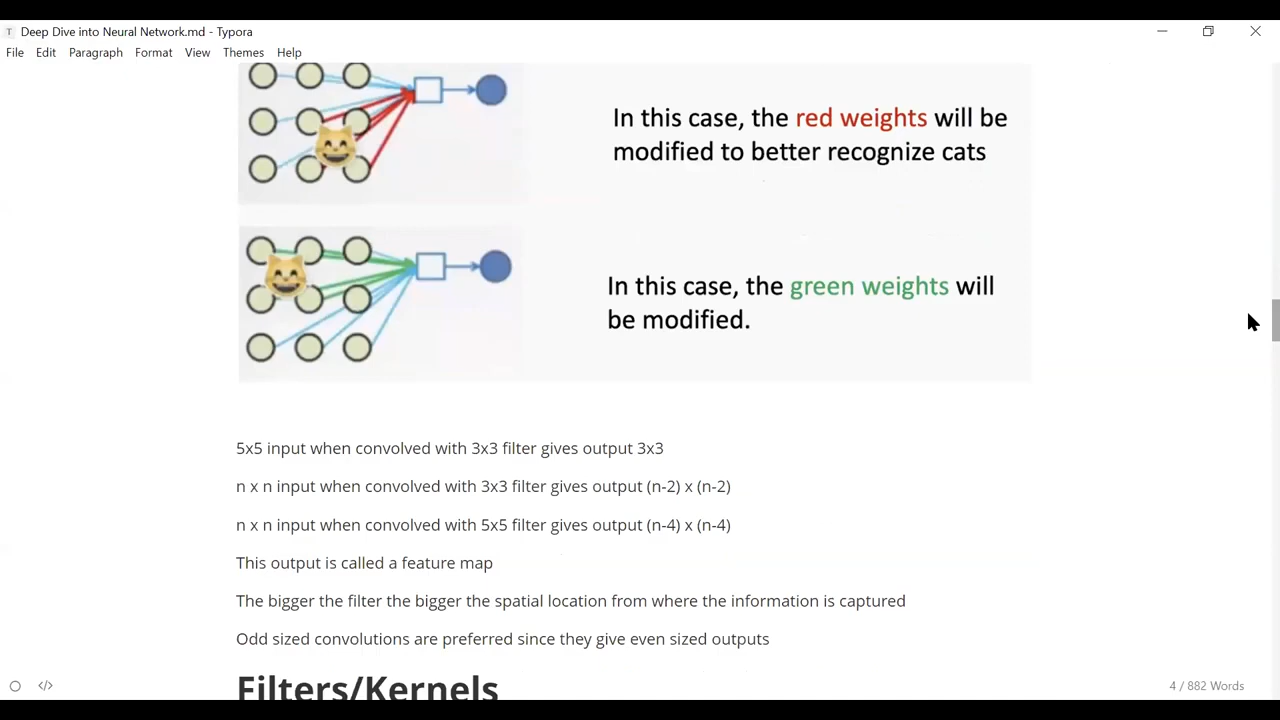 Deep Dive into Neural Network.md - Typora
File Edit Paragraph Format View Themes Help
In this case, the red weights will be
modified to better recognize cats
In this case, the green weights will
be modified.
5x5 input when convolved with 3x3 filter gives output 3x3
n x n input when convolved with 3x3 filter gives output (n-2) x (n-2)
n x n input when convolved with 5x5 filter gives output (n-4) x (n-4)
This output is called a feature map
The bigger the filter the bigger the spatial location from where the information is captured
Odd sized convolutions are preferred since they give even sized outputs
Filters/Kernels
4 / 882 Words